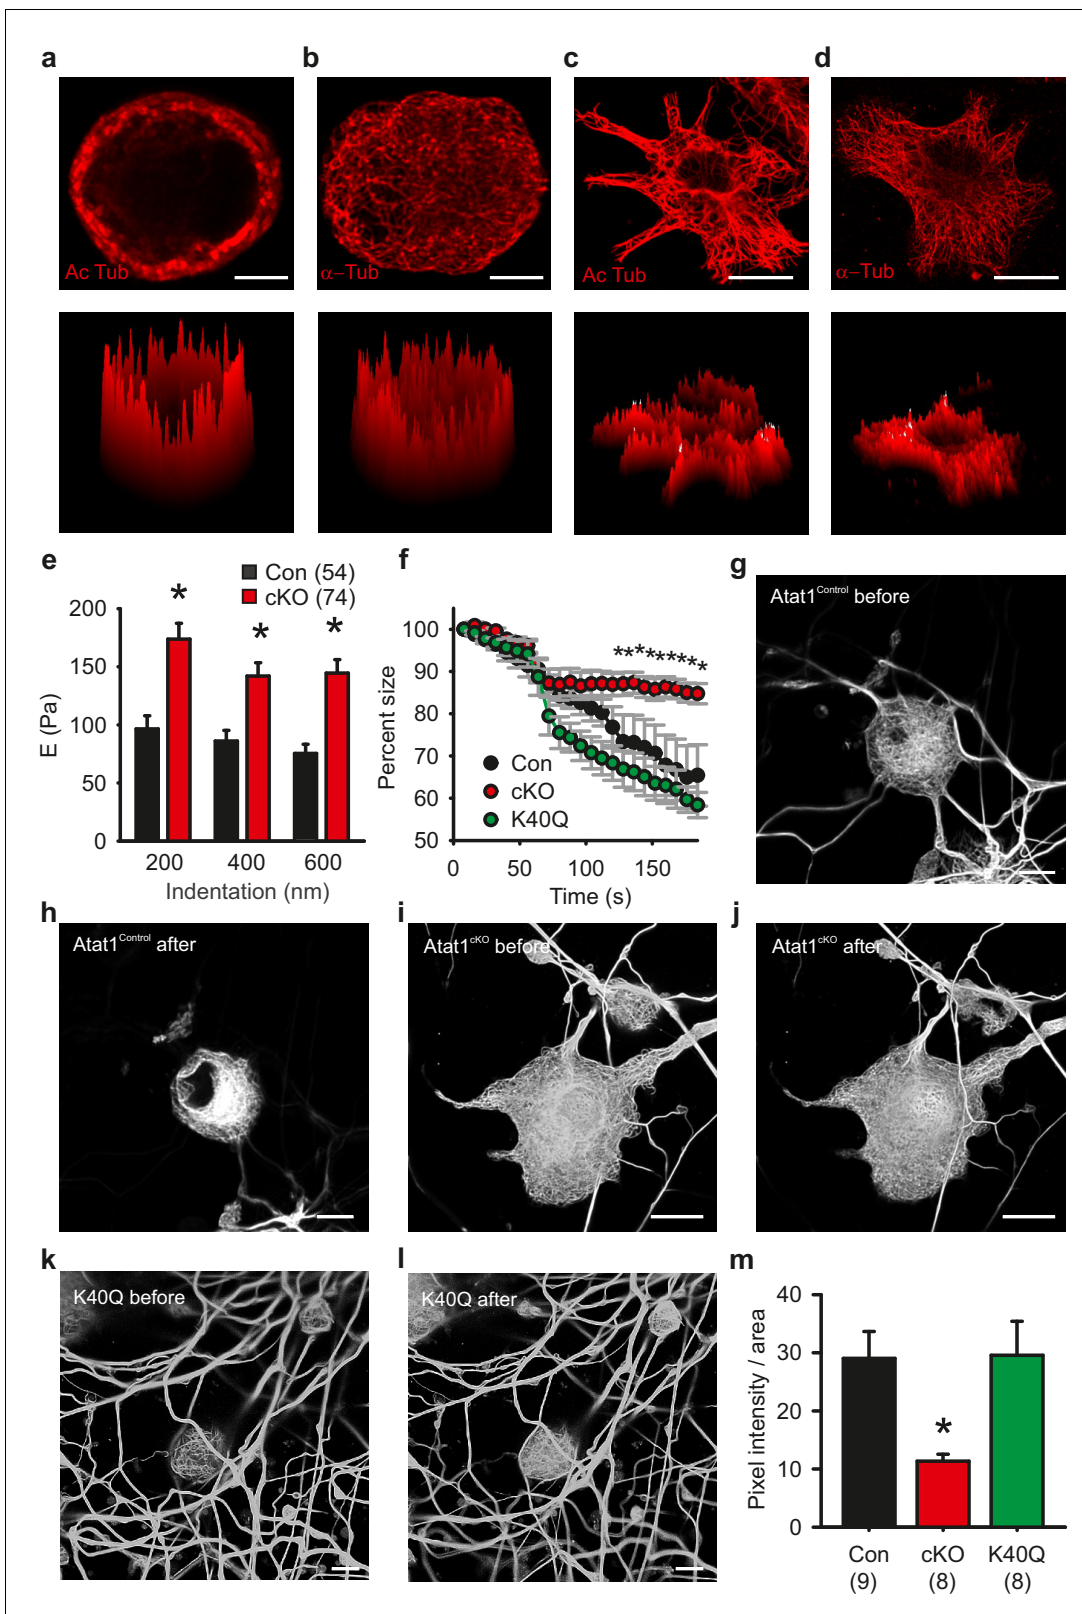 a
b
c
d
Ac Tub
α–Tub
Ac Tub
α–Tub
e
Con (54)
cKO (74)
200
150
100
50
0
E (Pa)
* * *
200 400 600
Indentation (nm)
f
100
90
80
70
60
50
Percent size
*********
Con
cKO
K40Q
0 50 100 150
Time (s)
g
Atat1Control before
h
Atat1Control after
i
Atat1cKO before
j
Atat1cKO after
k
K40Q before
l
K40Q after
m
40
30
20
10
0
Pixel intensity / area
*
Con cKO K40Q
(9) (8) (8)